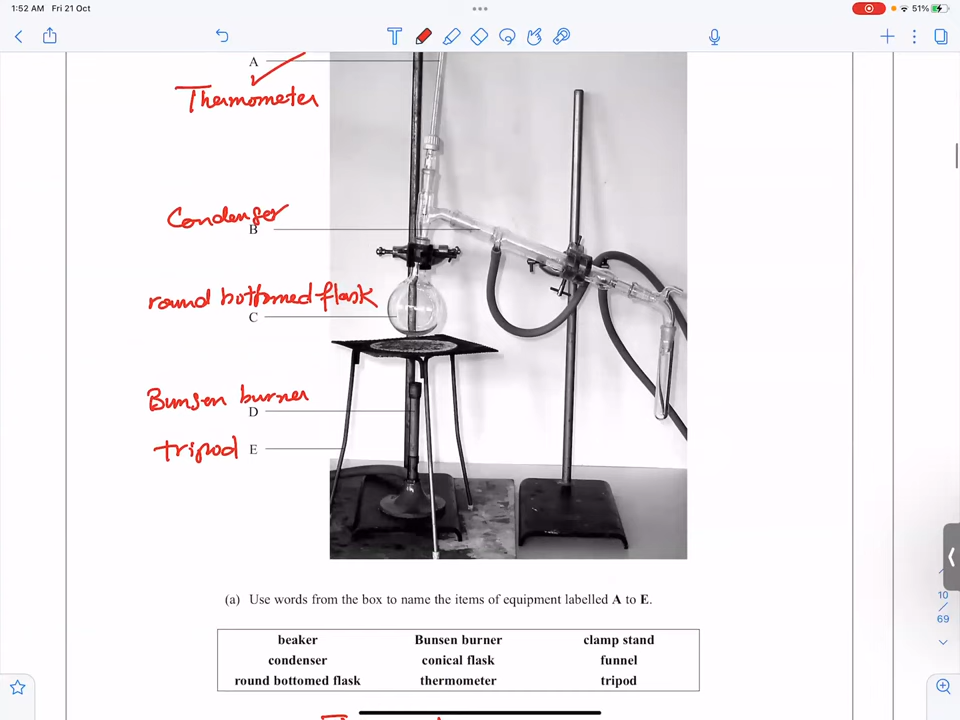 1:52 AM Fri 21 Oct
51%
A
Thermometer
Condenser
B
round bottomed flask
C
Bunsen burner
D
tripod E
(a) Use words from the box to name the items of equipment labelled A to E.
beaker Bunsen burner clamp stand
condenser conical flask funnel
round bottomed flask thermometer tripod
10
/
69